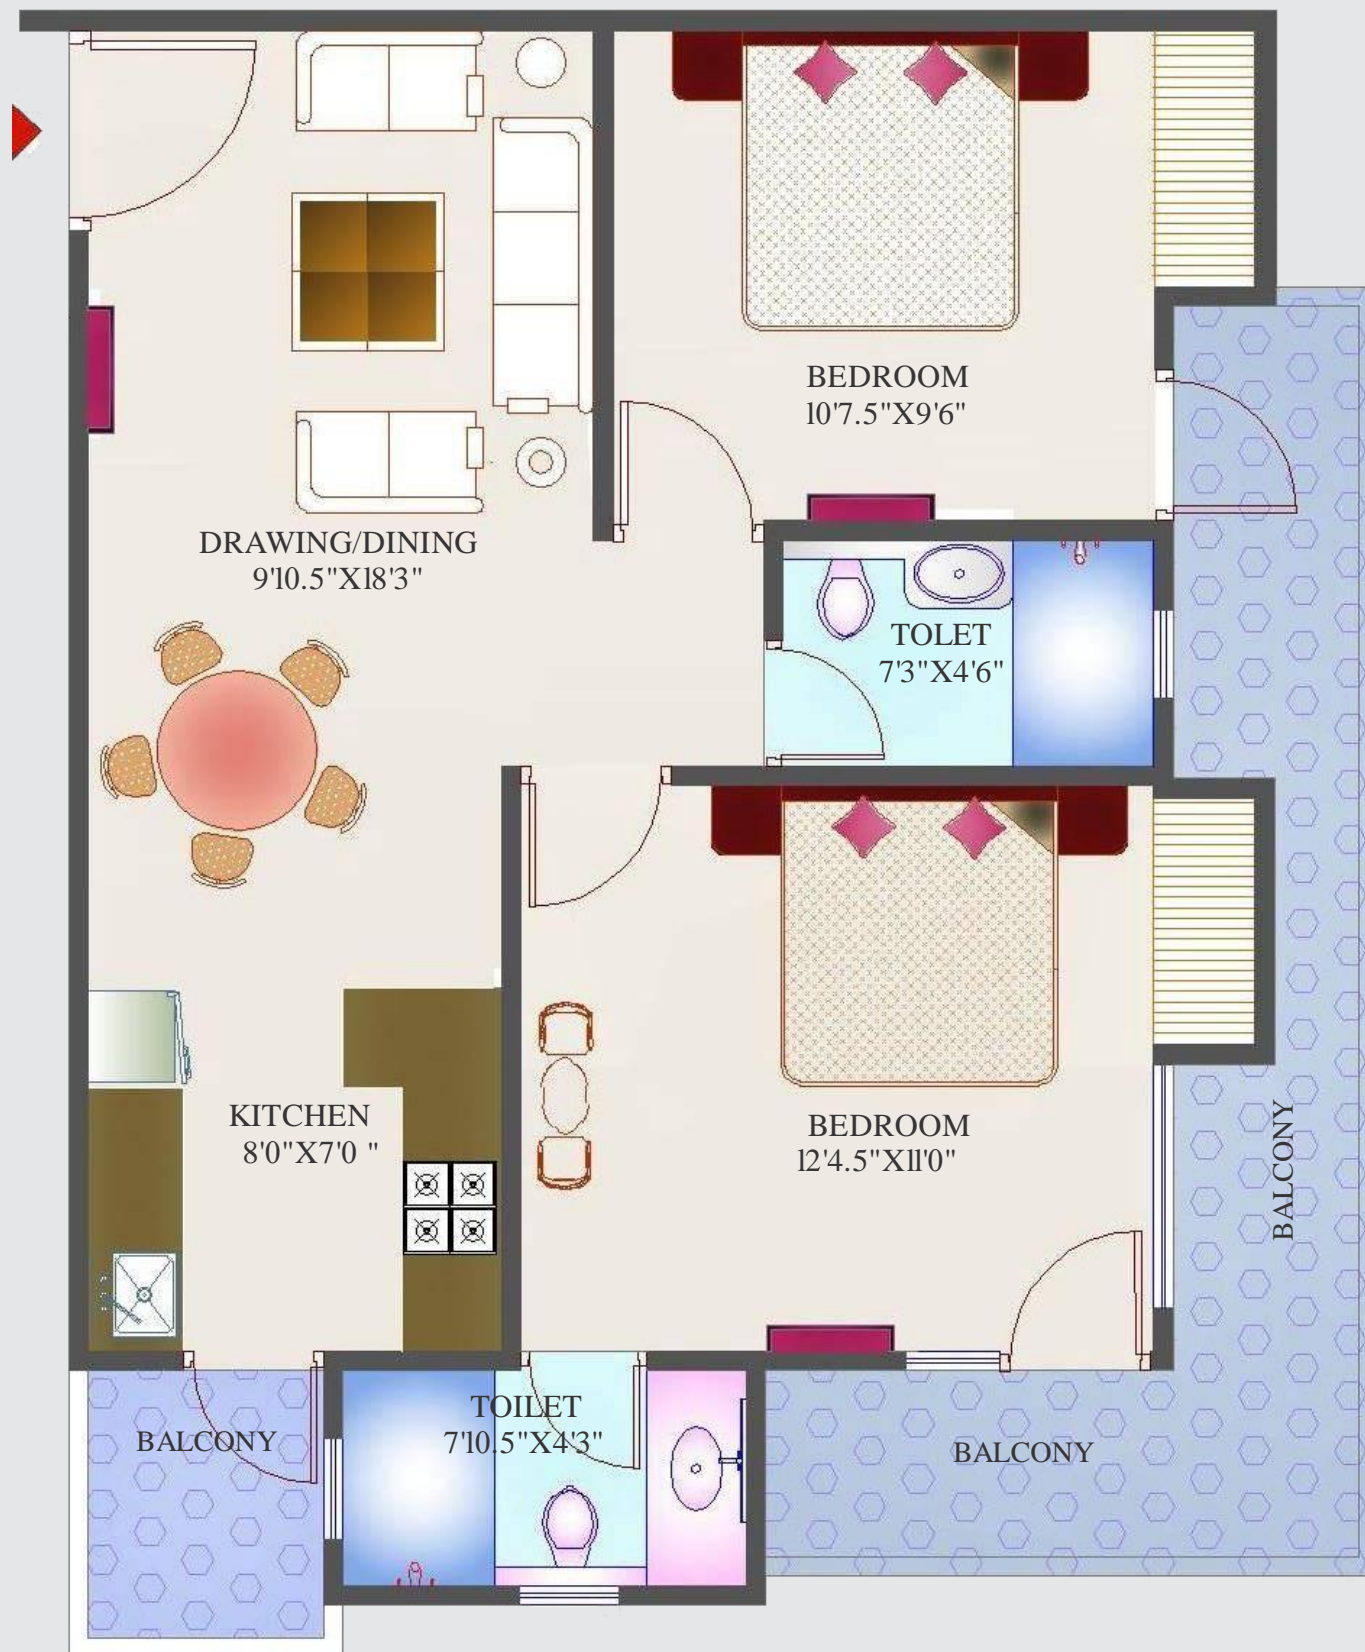 BEDROOM
10'7.5"X9'6"
DRAWING/DINING
9'10.5"X18'3"
TOLET
7'3"X4'6"
KITCHEN
8'0"X7'0 "
BEDROOM
12'4.5"X11'0"
BALCONY
TOILET
7'10.5"X4'3"
BALCONY
BALCONY